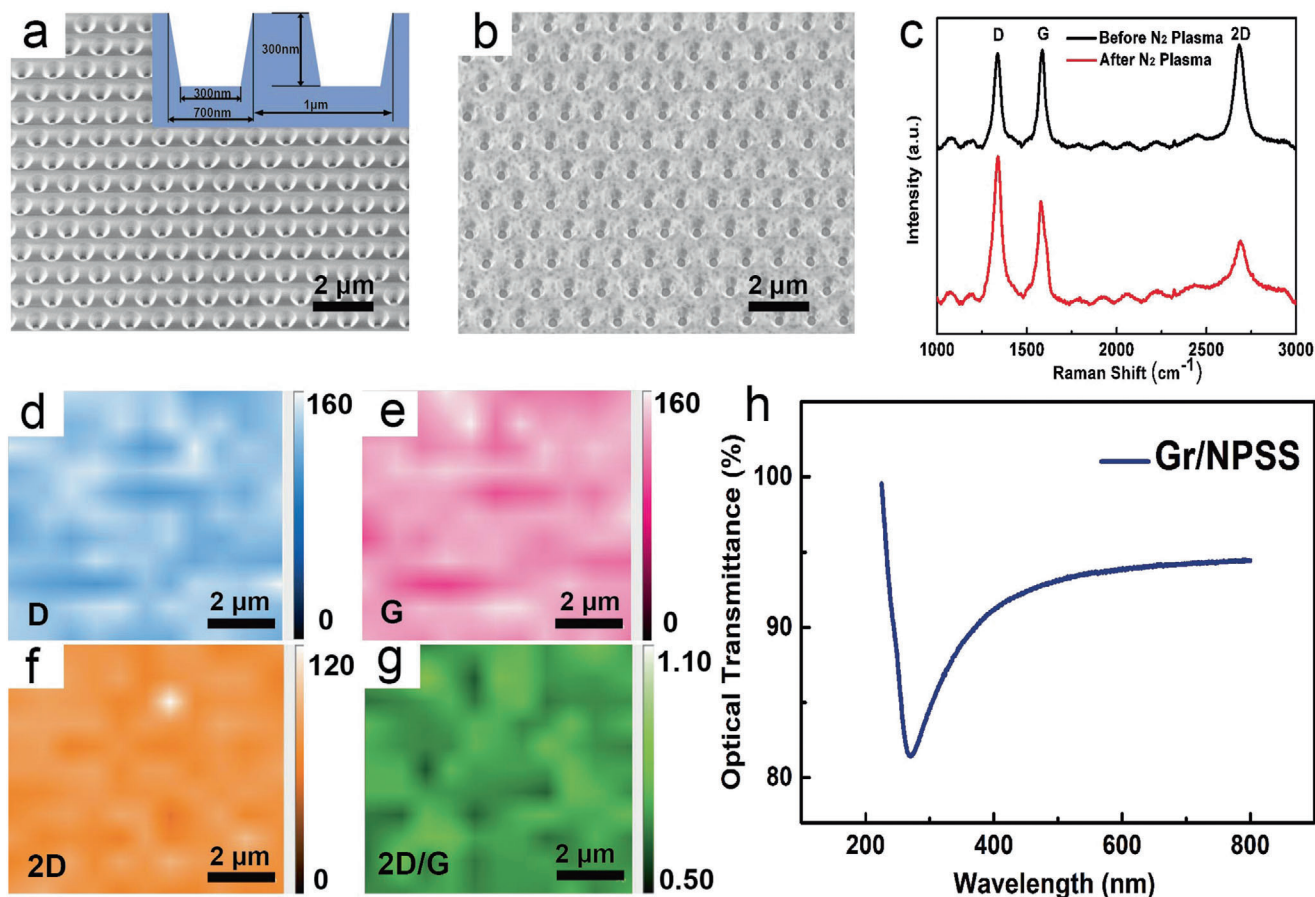 a
300nm
300nm
700nm
1µm
2 µm
b
2 µm
c
D
G
2D
Before N₂ Plasma
After N₂ Plasma
Intensity (a.u.)
1000
1500
2000
2500
3000
Raman Shift (cm⁻¹)
d
160
0
D
2 µm
e
160
0
G
2 µm
f
120
0
2D
2 µm
g
1.10
0.50
2D/G
2 µm
h
Gr/NPSS
Optical Transmittance (%)
100
90
80
200
400
600
800
Wavelength (nm)